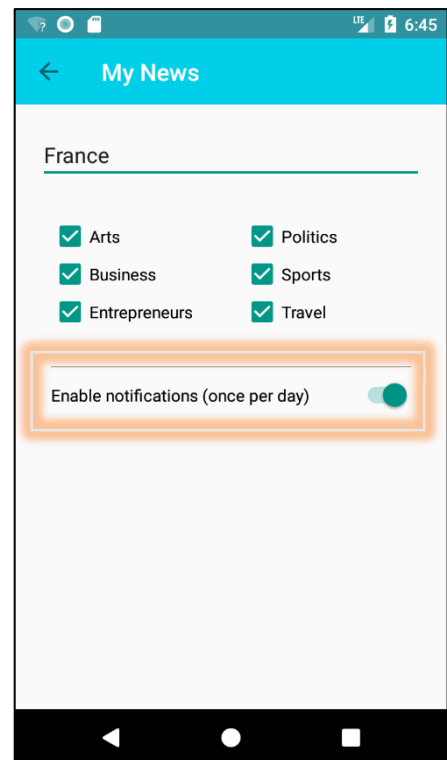 LTE 6:45
My News
France
Arts Politics
Business Sports
Entrepreneurs Travel
Enable notifications (once per day)